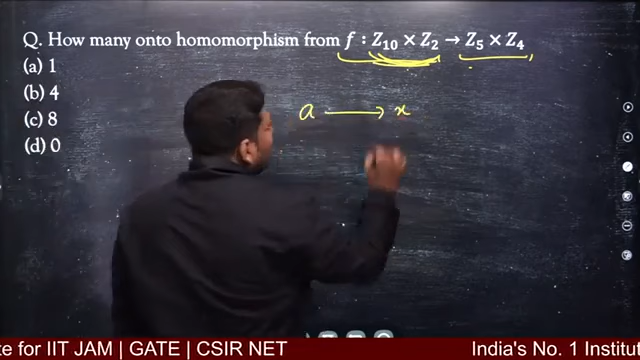 Q. How many onto homomorphism from f : Z₁₀ × Z₂ → Z₅ × Z₄
(a) 1
(b) 4
(c) 8
(d) 0
a → x
te for IIT JAM | GATE | CSIR NET
India's No. 1 Institut